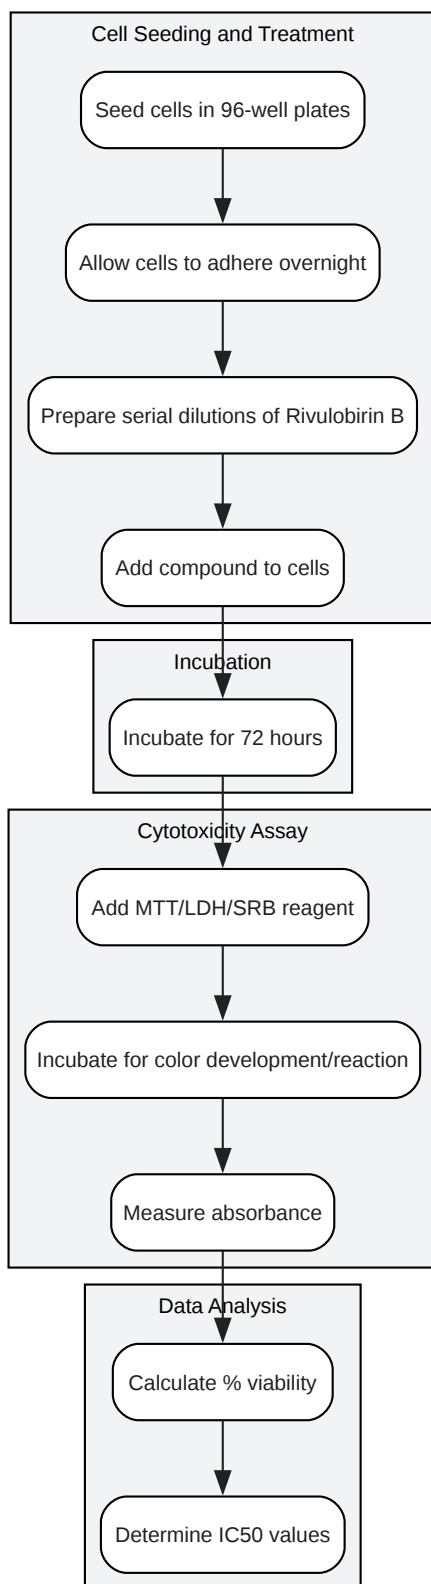 Cell Seeding and Treatment
Seed cells in 96-well plates
Allow cells to adhere overnight
Prepare serial dilutions of Rivulobirin B
Add compound to cells
Incubation
Incubate for 72 hours
Cytotoxicity Assay
Add MTT/LDH/SRB reagent
Incubate for color development/reaction
Measure absorbance
Data Analysis
Calculate % viability
Determine IC50 values